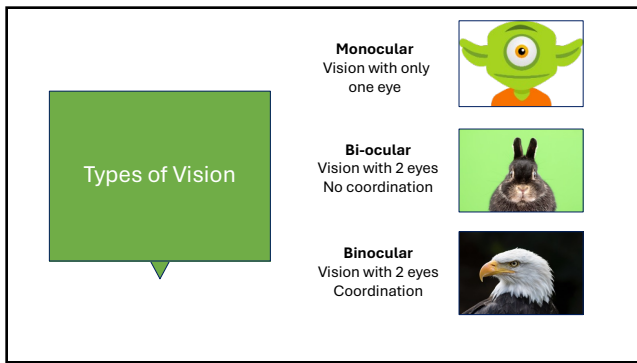 Types of Vision
Monocular
Vision with only
one eye
Bi-ocular
Vision with 2 eyes
No coordination
Binocular
Vision with 2 eyes
Coordination